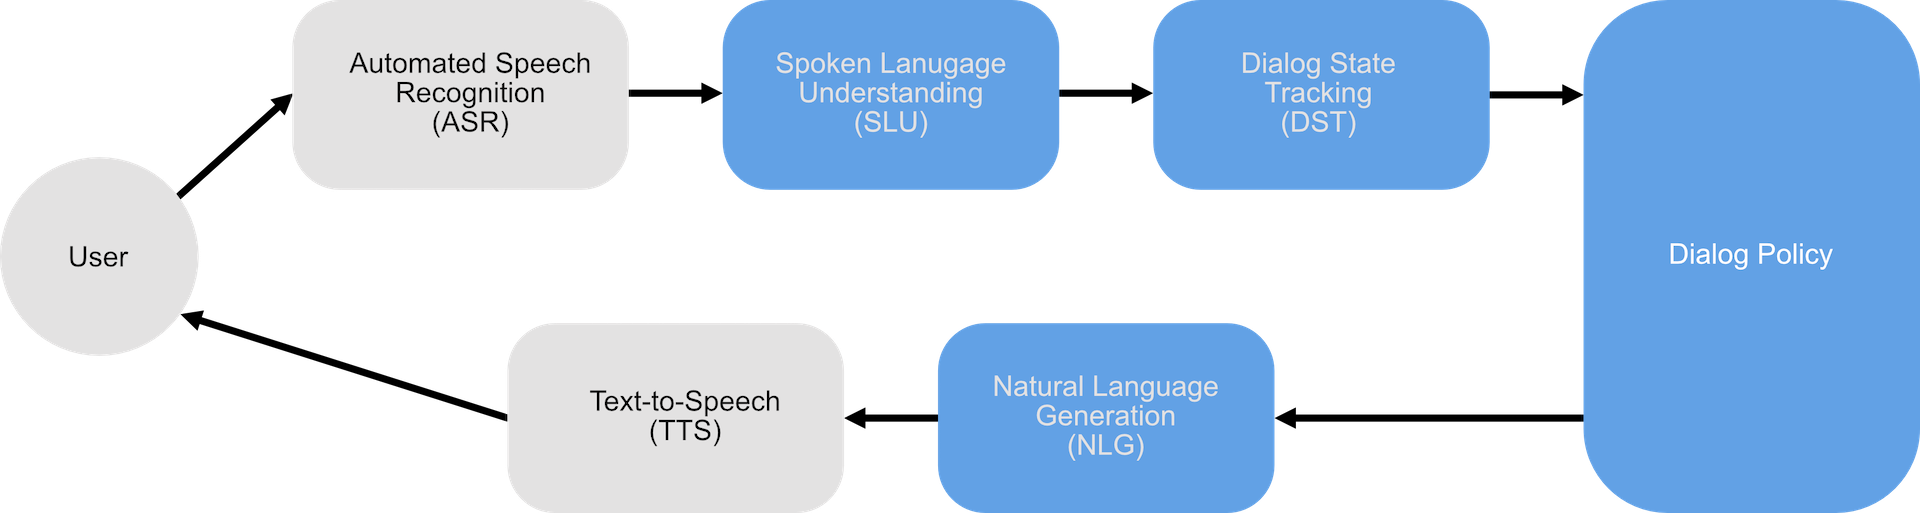 Automated Speech
Recognition
(ASR)
Spoken Lanugage
Understanding
(SLU)
Dialog State
Tracking
(DST)
Dialog Policy
User
Text-to-Speech
(TTS)
Natural Language
Generation
(NLG)